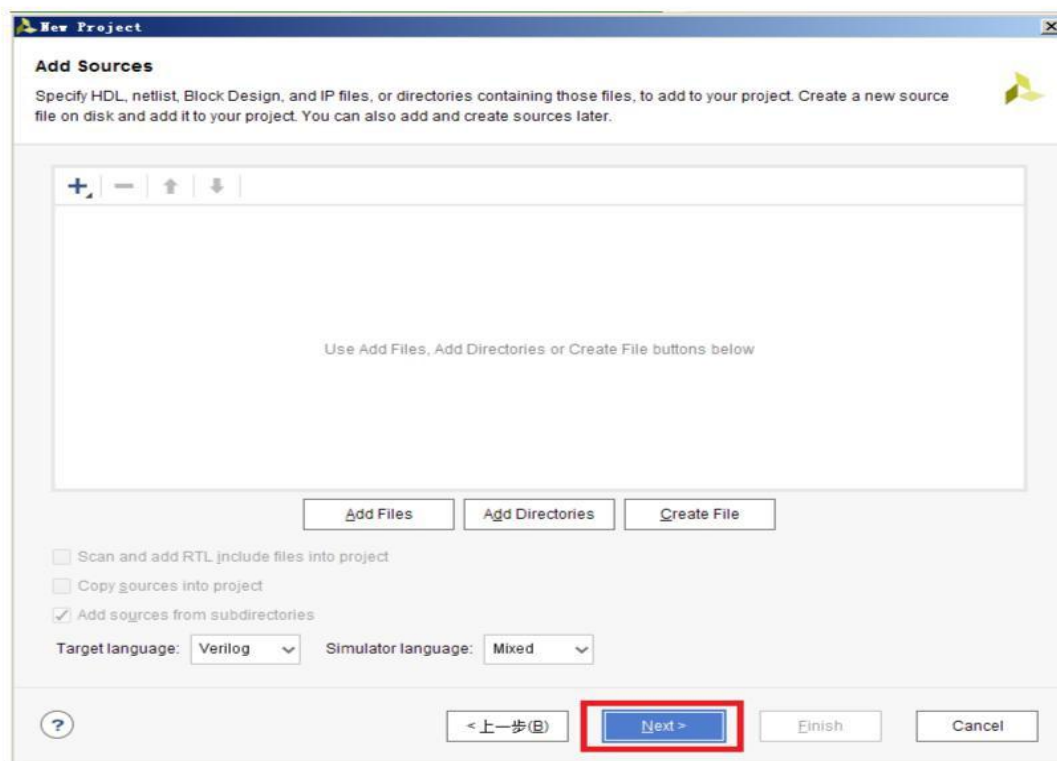 New Project
Add Sources
Specify HDL, netlist, Block Design, and IP files, or directories containing those files, to add to your project. Create a new source
file on disk and add it to your project. You can also add and create sources later.
Use Add Files, Add Directories or Create File buttons below
Add Files Add Directories Create File
Scan and add RTL include files into project
Copy sources into project
Add sources from subdirectories
Target language: Verilog Simulator language: Mixed
? <上一步(B) Next > Finish Cancel